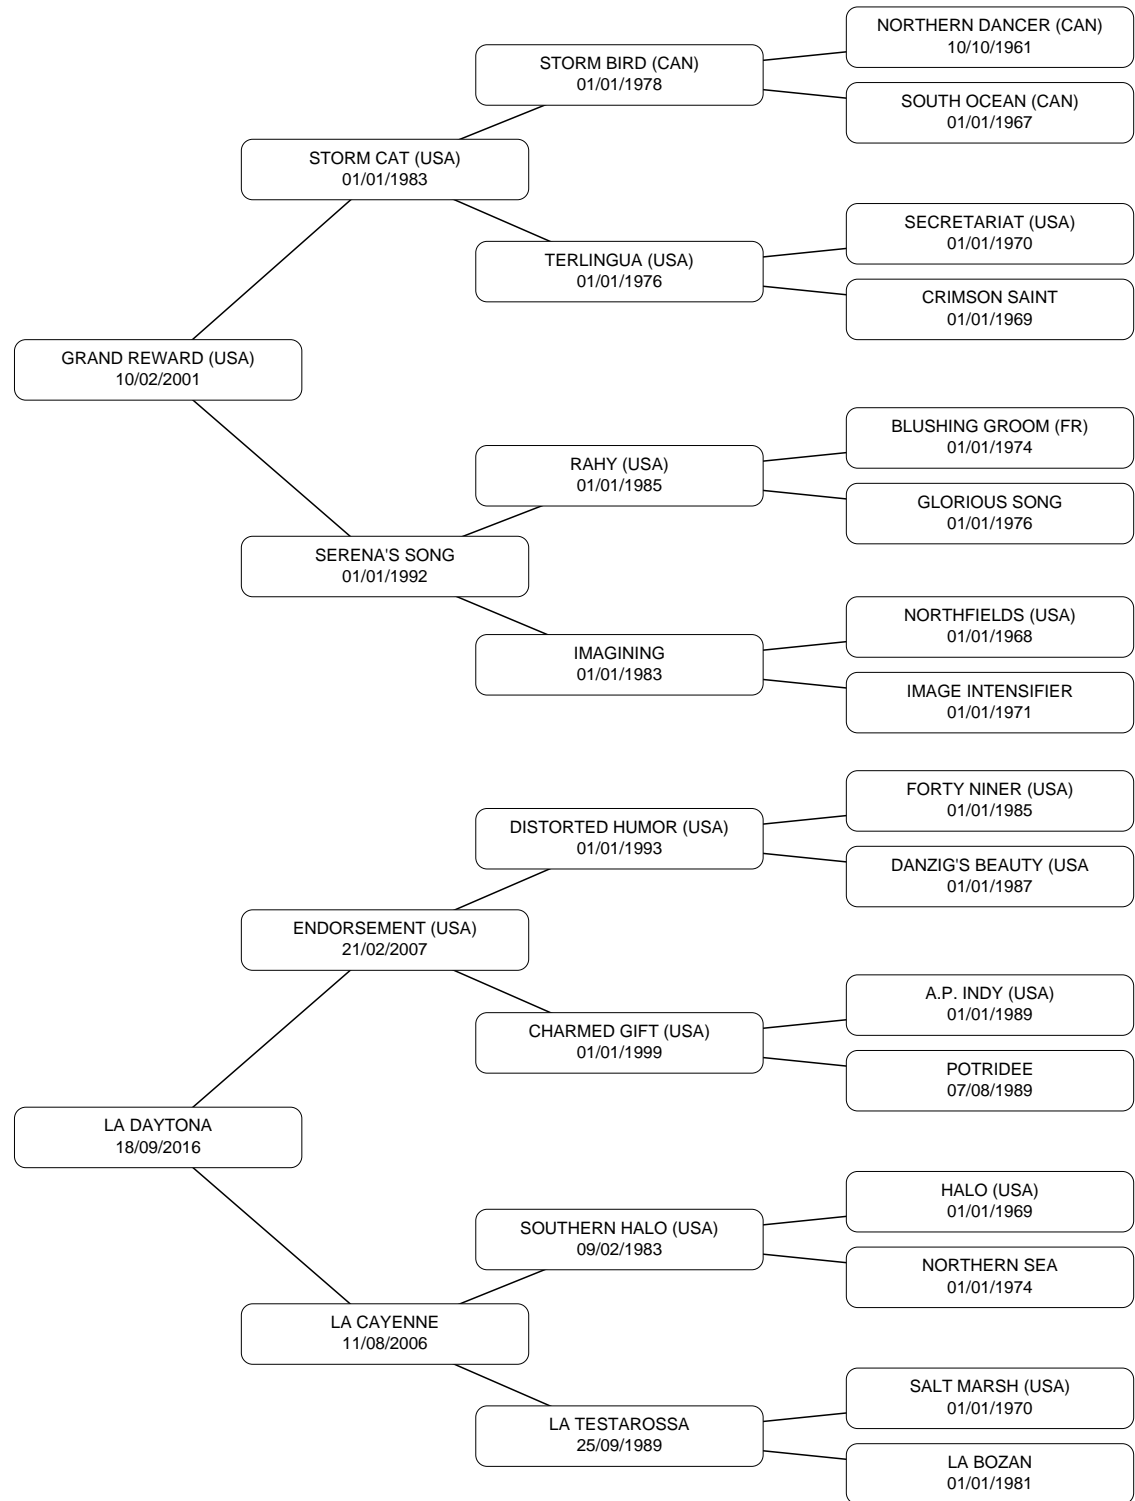 NORTHERN DANCER (CAN)
10/10/1961
STORM BIRD (CAN)
01/01/1978
SOUTH OCEAN (CAN)
01/01/1967
STORM CAT (USA)
01/01/1983
SECRETARIAT (USA)
01/01/1970
TERLINGUA (USA)
01/01/1976
CRIMSON SAINT
01/01/1969
GRAND REWARD (USA)
10/02/2001
BLUSHING GROOM (FR)
01/01/1974
RAHY (USA)
01/01/1985
GLORIOUS SONG
01/01/1976
SERENA'S SONG
01/01/1992
NORTHFIELDS (USA)
01/01/1968
IMAGINING
01/01/1983
IMAGE INTENSIFIER
01/01/1971
FORTY NINER (USA)
01/01/1985
DISTORTED HUMOR (USA)
01/01/1993
DANZIG'S BEAUTY (USA
01/01/1987
ENDORSEMENT (USA)
21/02/2007
A.P. INDY (USA)
01/01/1989
CHARMED GIFT (USA)
01/01/1999
POTRIDEE
07/08/1989
LA DAYTONA
18/09/2016
HALO (USA)
01/01/1969
SOUTHERN HALO (USA)
09/02/1983
NORTHERN SEA
01/01/1974
LA CAYENNE
11/08/2006
SALT MARSH (USA)
01/01/1970
LA TESTAROSSA
25/09/1989
LA BOZAN
01/01/1981